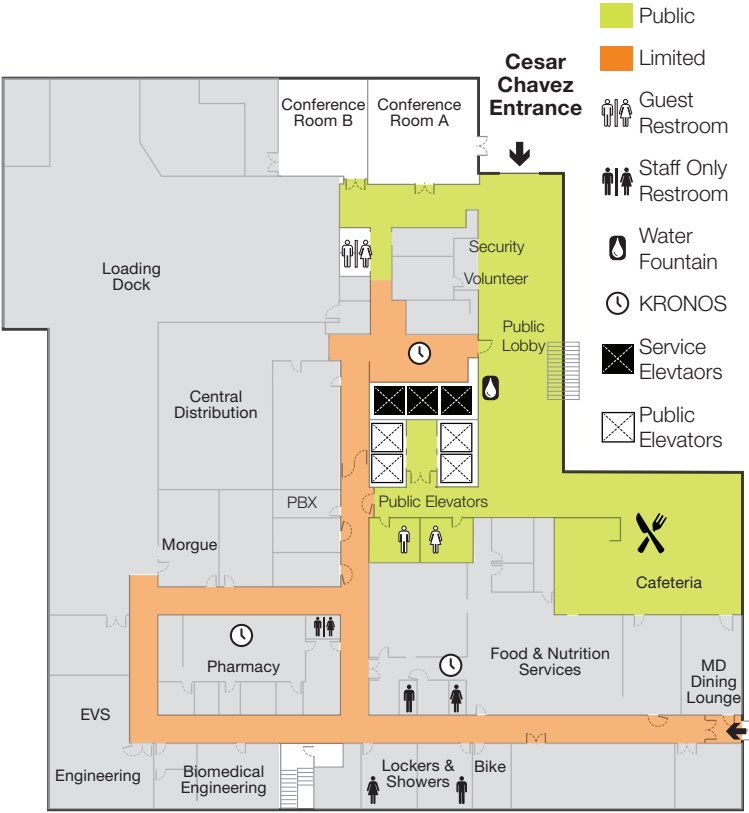 Public
Limited
Guest
Restroom
Staff Only
Restroom
Water
Fountain
KRONOS
Service
Elevtaors
Public
Elevators
Cesar
Chavez
Entrance
Conference
Room B
Conference
Room A
Security
Volunteer
Loading
Dock
Public
Lobby
Central
Distribution
PBX
Public Elevators
Morgue
Cafeteria
Pharmacy
Food & Nutrition
Services
MD
Dining
Lounge
EVS
Engineering
Biomedical
Engineering
Lockers &
Showers
Bike